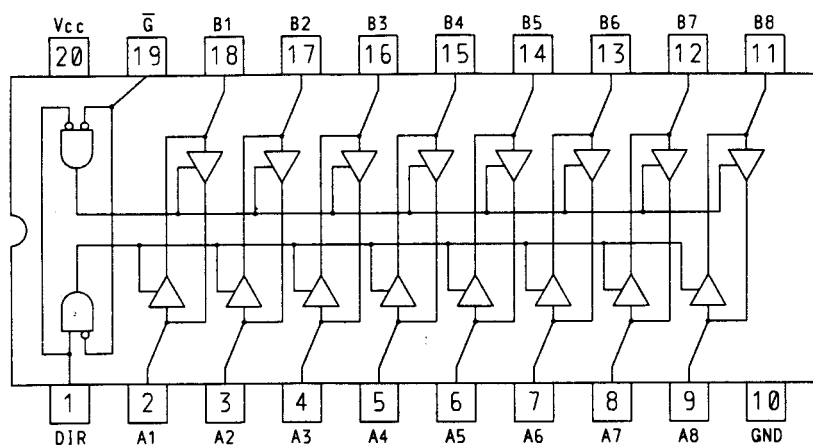 Vcc G̅ B1 B2 B3 B4 B5 B6 B7 B8
20 19 18 17 16 15 14 13 12 11
1 2 3 4 5 6 7 8 9 10
DIR A1 A2 A3 A4 A5 A6 A7 A8 GND